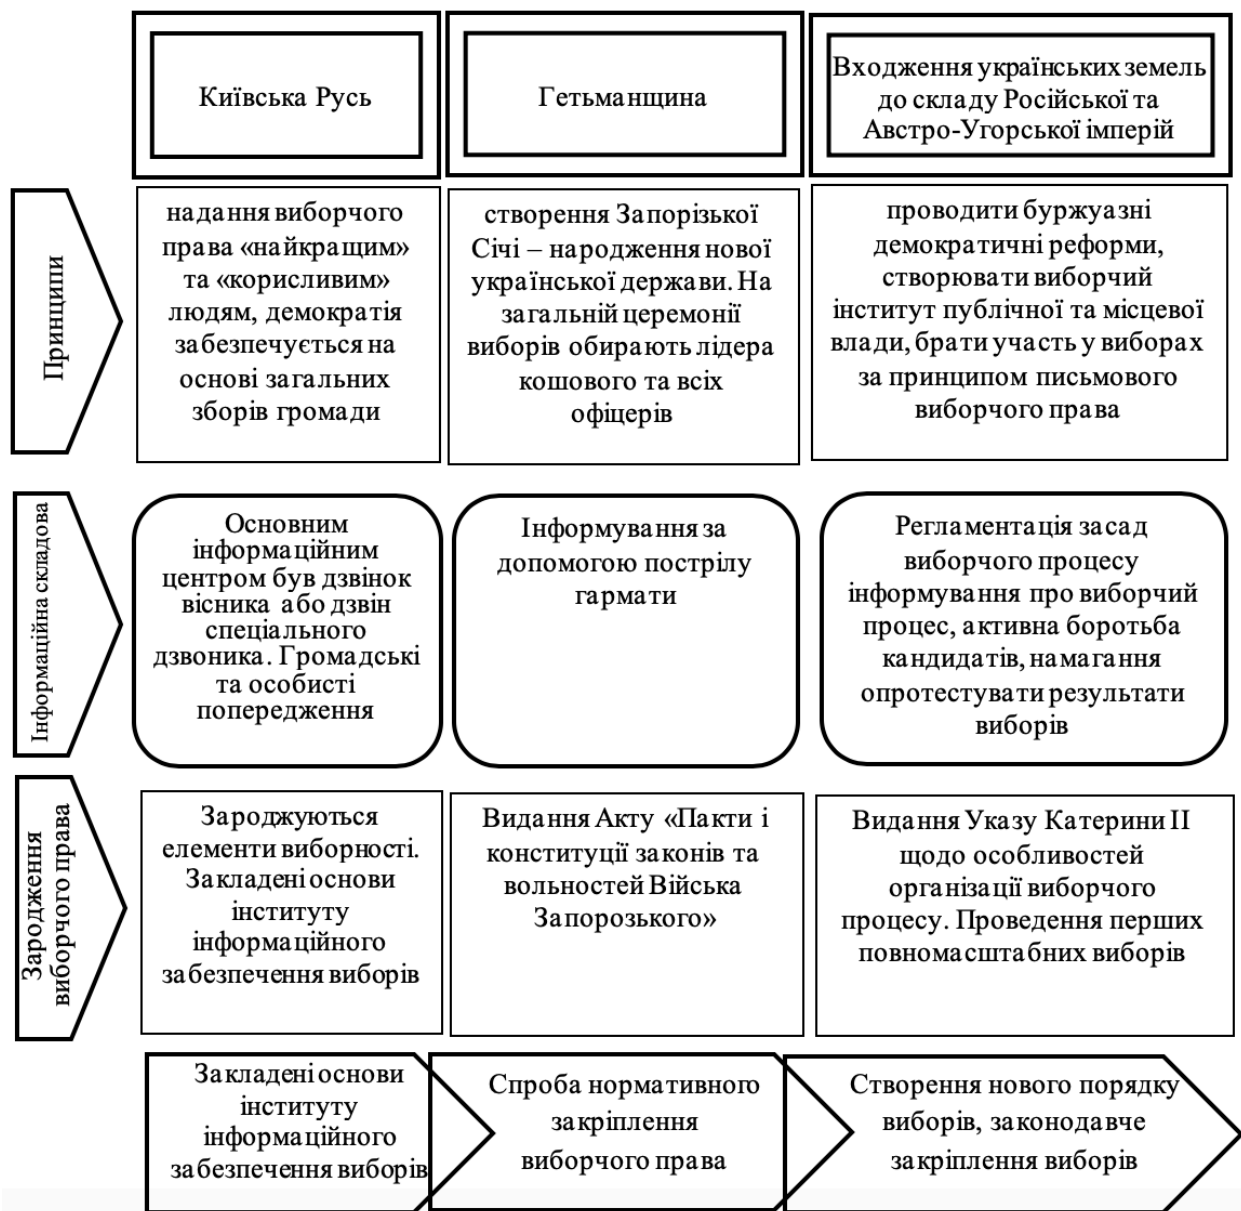 Київська Русь
Гетьманщина
Входження українських земель
до складу Російської та
Австро-Угорської імперій
Принципи
надання виборчого
права «найкращим»
та «корисливим»
людям, демократія
забезпечується на
основі загальних
зборів громади
створення Запорізької
Січі – народження нової
української держави. На
загальній церемонії
виборів обирають лідера
кошового та всіх
офіцерів
проводити буржуазні
демократичні реформи,
створювати виборчий
інститут публічної та місцевої
влади, брати участь у виборах
за принципом письмового
виборчого права
Інформаційна складова
Основним
інформаційним
центром був дзвінок
вісника або дзвін
спеціального
дзвоника. Громадські
та особисті
попередження
Інформування за
допомогою пострілу
гармати
Регламентація засад
виборчого процесу
інформування про виборчий
процес, активна боротьба
кандидатів, намагання
опротестувати результати
виборів
Зародження
виборчого права
Зароджуються
елементи виборності.
Закладені основи
інституту
інформаційного
забезпечення виборів
Видання Акту «Пакти і
конституції законів та
вольностей Війська
Запорозького»
Видання Указу Катерини ІІ
щодо особливостей
організації виборчого
процесу. Проведення перших
повномасштабних виборів
Закладені основи
інституту
інформаційного
забезпечення виборів
Спроба нормативного
закріплення
виборчого права
Створення нового порядку
виборів, законодавче
закріплення виборів